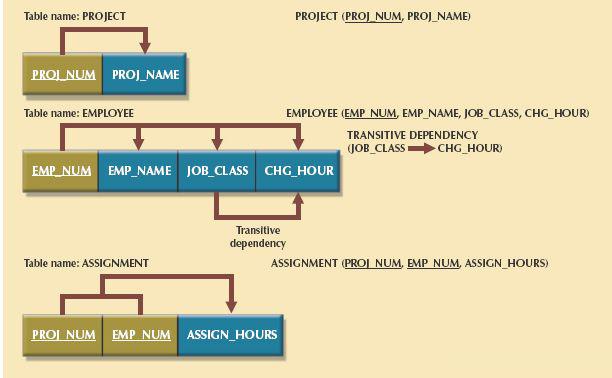 Table name: PROJECT
PROJECT (PROJ_NUM, PROJ_NAME)
PROJ_NUM PROJ_NAME
Table name: EMPLOYEE
EMPLOYEE (EMP_NUM, EMP_NAME, JOB_CLASS, CHG_HOUR)
TRANSITIVE DEPENDENCY
(JOB_CLASS CHG_HOUR)
EMP_NUM EMP_NAME JOB_CLASS CHG_HOUR
Transitive
dependency
Table name: ASSIGNMENT
ASSIGNMENT (PROJ_NUM, EMP_NUM, ASSIGN_HOURS)
PROJ_NUM EMP_NUM ASSIGN_HOURS